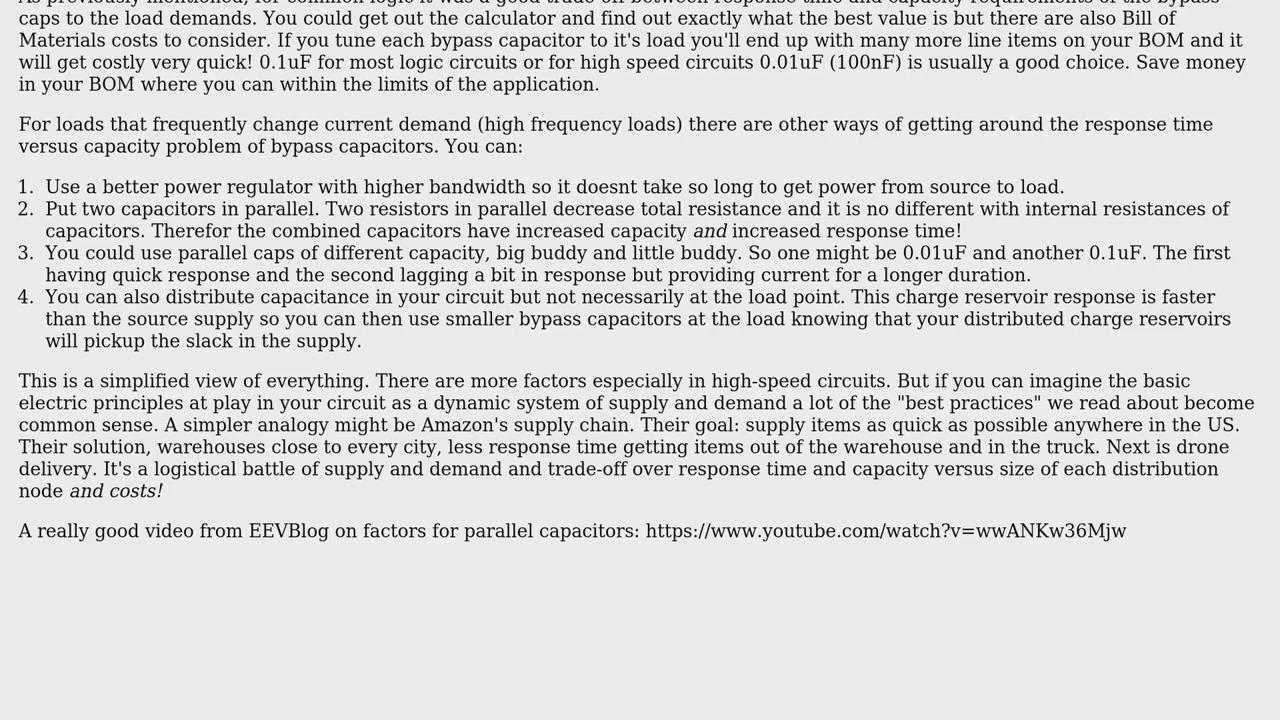 As previously mentioned, for common logic it was a good trade-off between response time and capacity requirements of the bypass
caps to the load demands. You could get out the calculator and find out exactly what the best value is but there are also Bill of
Materials costs to consider. If you tune each bypass capacitor to it's load you'll end up with many more line items on your BOM and it
will get costly very quick! 0.1uF for most logic circuits or for high speed circuits 0.01uF (100nF) is usually a good choice. Save money
in your BOM where you can within the limits of the application.
For loads that frequently change current demand (high frequency loads) there are other ways of getting around the response time
versus capacity problem of bypass capacitors. You can:
1. Use a better power regulator with higher bandwidth so it doesnt take so long to get power from source to load.
2. Put two capacitors in parallel. Two resistors in parallel decrease total resistance and it is no different with internal resistances of
capacitors. Therefor the combined capacitors have increased capacity and increased response time!
3. You could use parallel caps of different capacity, big buddy and little buddy. So one might be 0.01uF and another 0.1uF. The first
having quick response and the second lagging a bit in response but providing current for a longer duration.
4. You can also distribute capacitance in your circuit but not necessarily at the load point. This charge reservoir response is faster
than the source supply so you can then use smaller bypass capacitors at the load knowing that your distributed charge reservoirs
will pickup the slack in the supply.
This is a simplified view of everything. There are more factors especially in high-speed circuits. But if you can imagine the basic
electric principles at play in your circuit as a dynamic system of supply and demand a lot of the "best practices" we read about become
common sense. A simpler analogy might be Amazon's supply chain. Their goal: supply items as quick as possible anywhere in the US.
Their solution, warehouses close to every city, less response time getting items out of the warehouse and in the truck. Next is drone
delivery. It's a logistical battle of supply and demand and trade-off over response time and capacity versus size of each distribution
node and costs!
A really good video from EEVBlog on factors for parallel capacitors: https://www.youtube.com/watch?v=wwANKw36Mjw